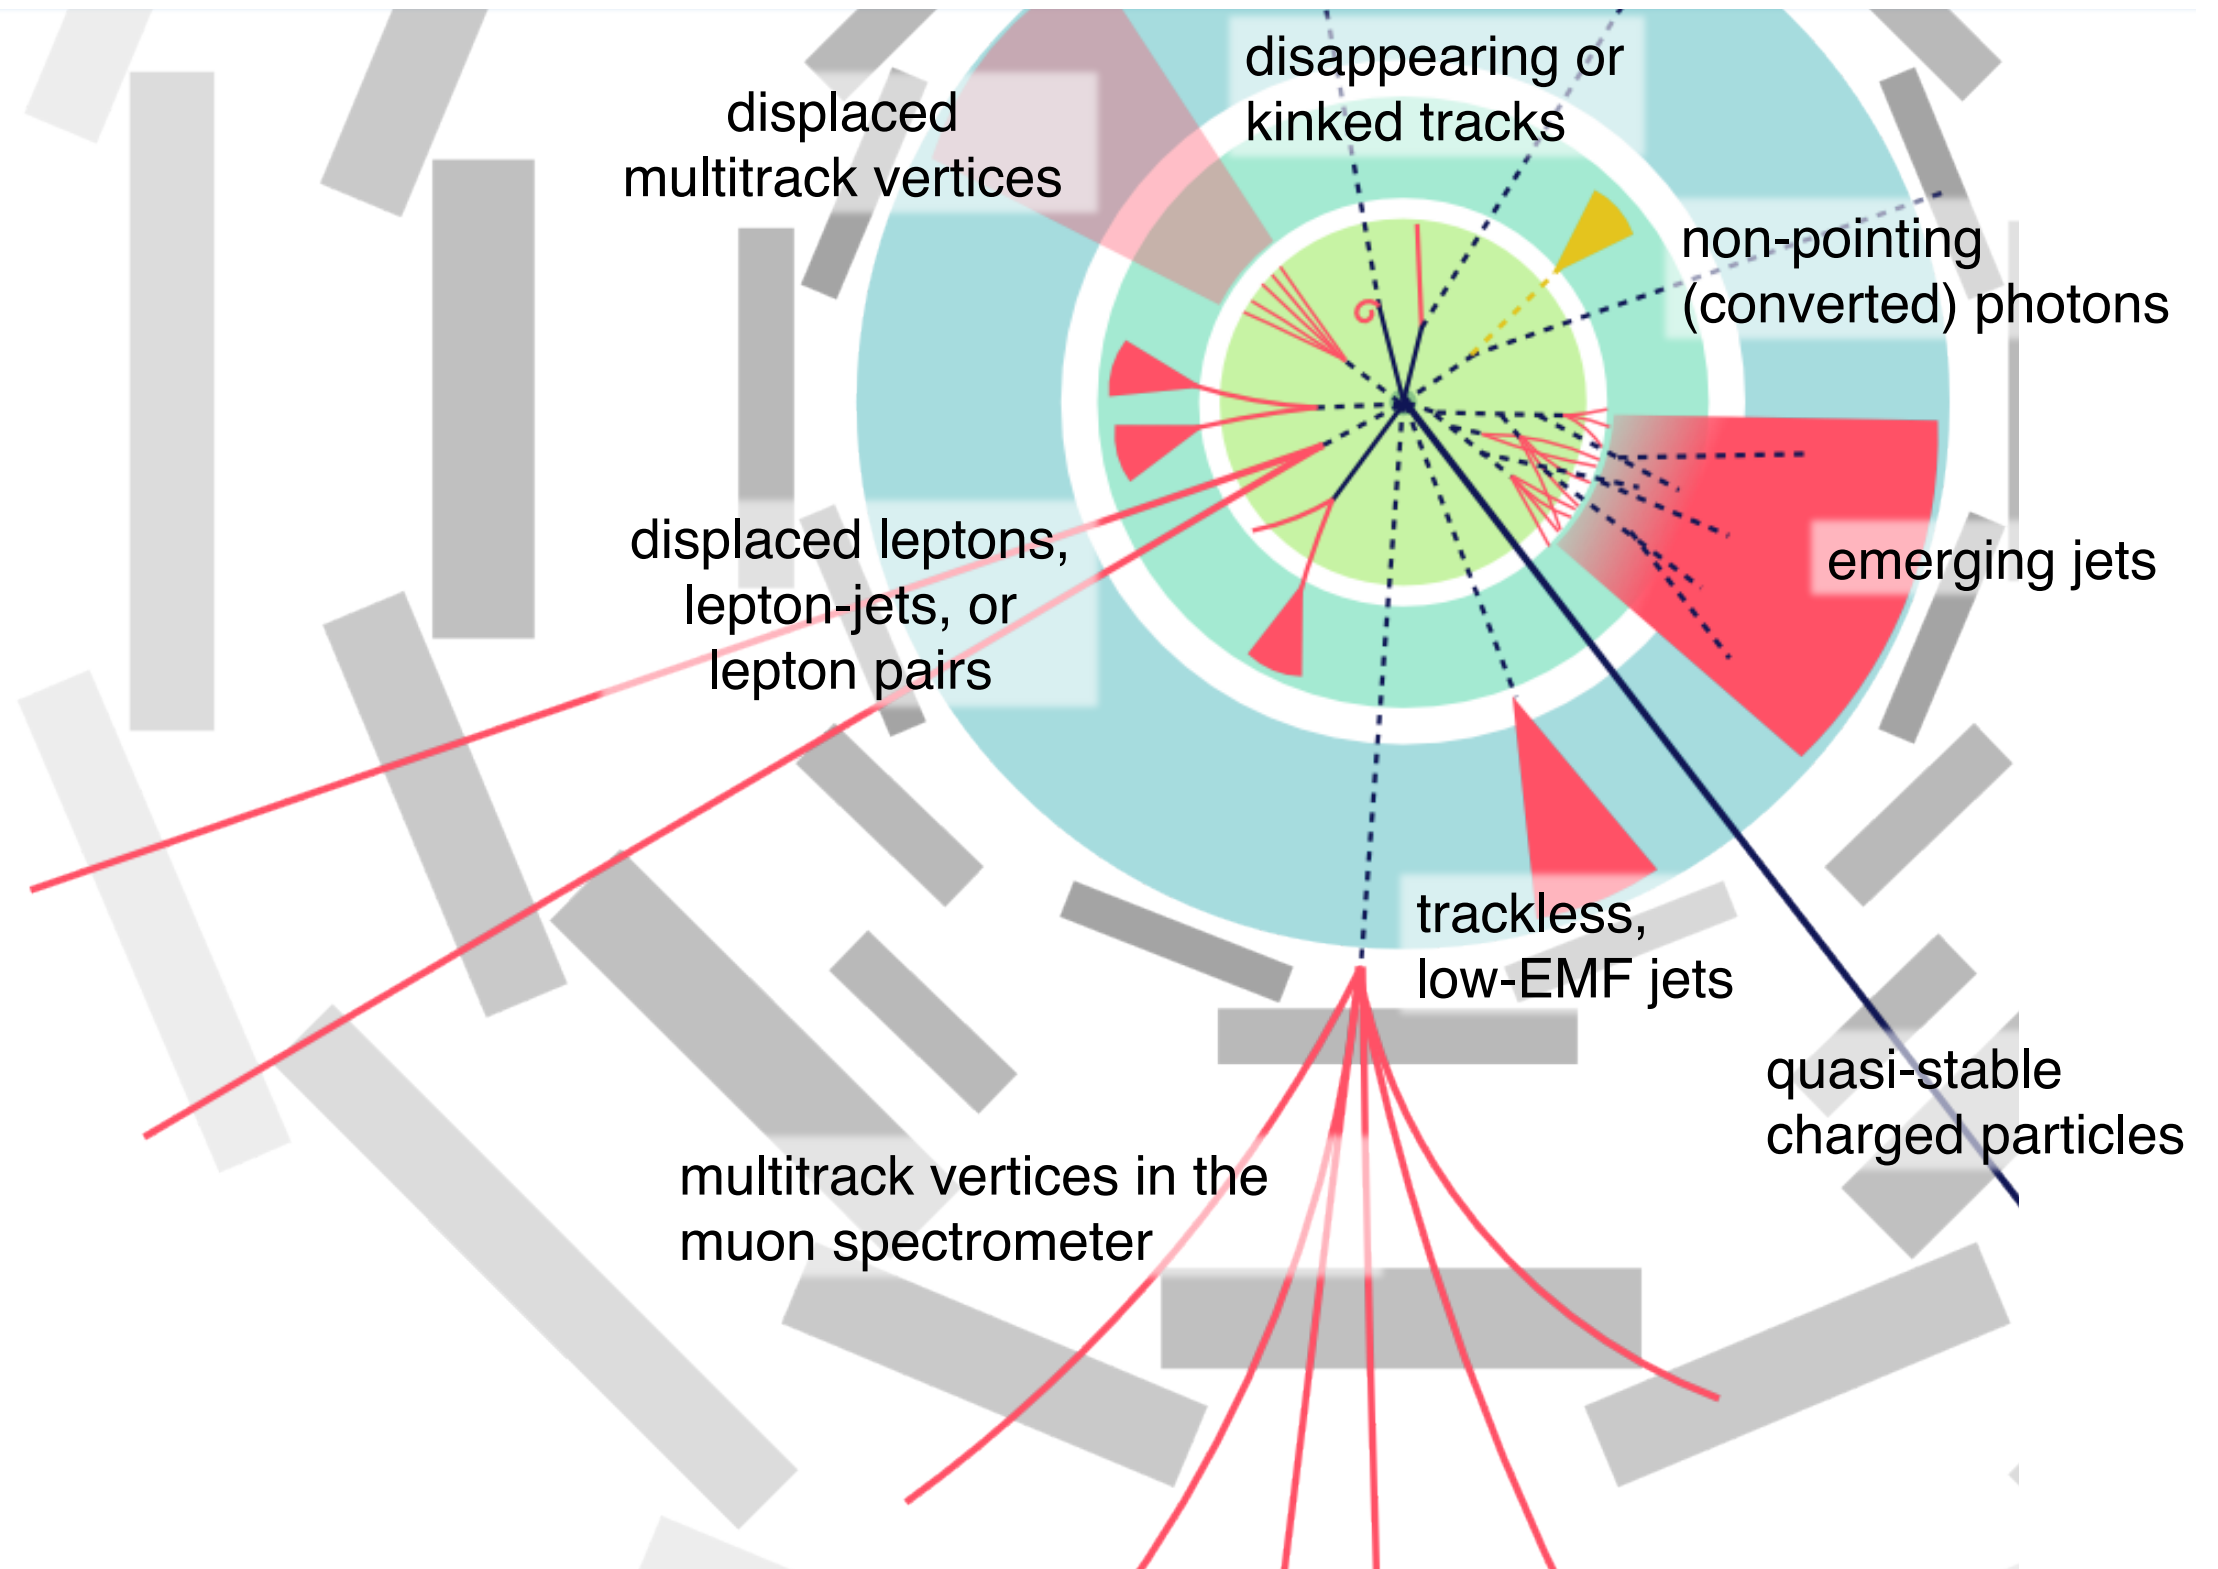 disappearing or
kinked tracks
displaced
multitrack vertices
non-pointing
(converted) photons
displaced leptons,
lepton-jets, or
lepton pairs
emerging jets
trackless,
low-EMF jets
quasi-stable
charged particles
multitrack vertices in the
muon spectrometer